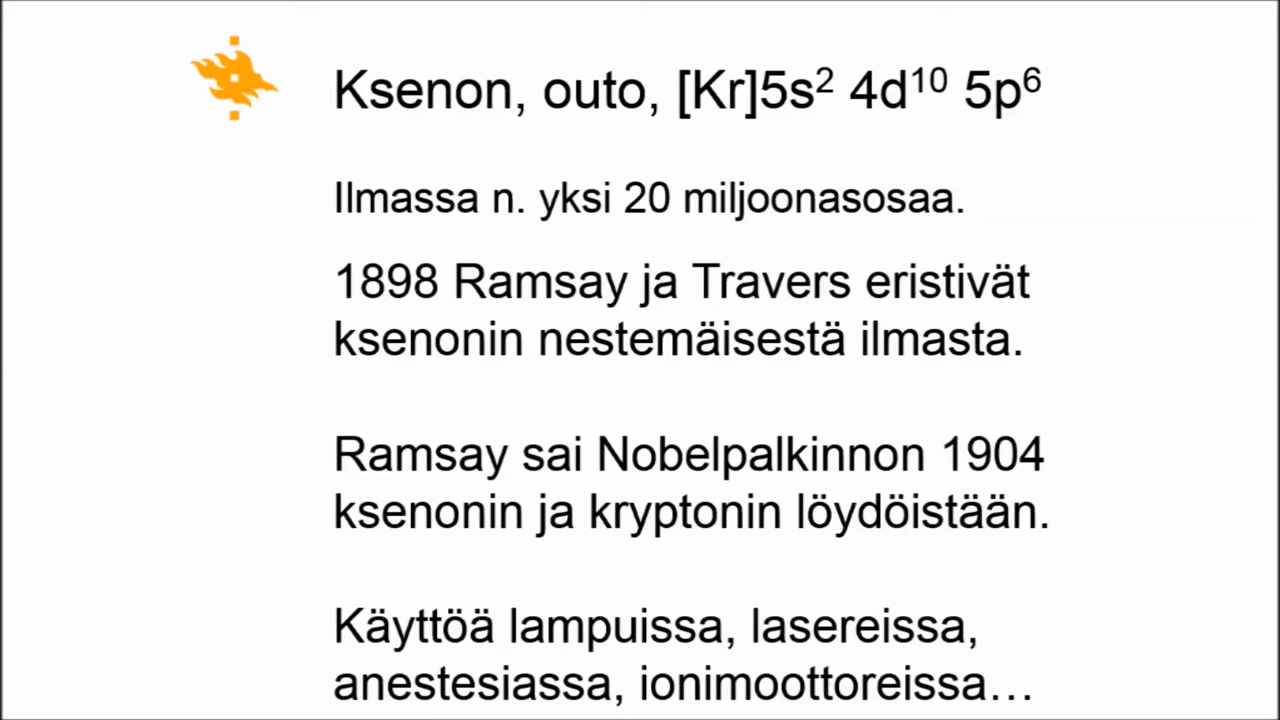 Ksenon, outo, [Kr]5s² 4d¹⁰ 5p⁶
Ilmassa n. yksi 20 miljoonasosaa.
1898 Ramsay ja Travers eristivät
ksenonin nestemäisestä ilmasta.
Ramsay sai Nobelpalkinnon 1904
ksenonin ja kryptonin löydöistään.
Käyttöä lampuissa, lasereissa,
anestesiassa, ionimoottoreissa…